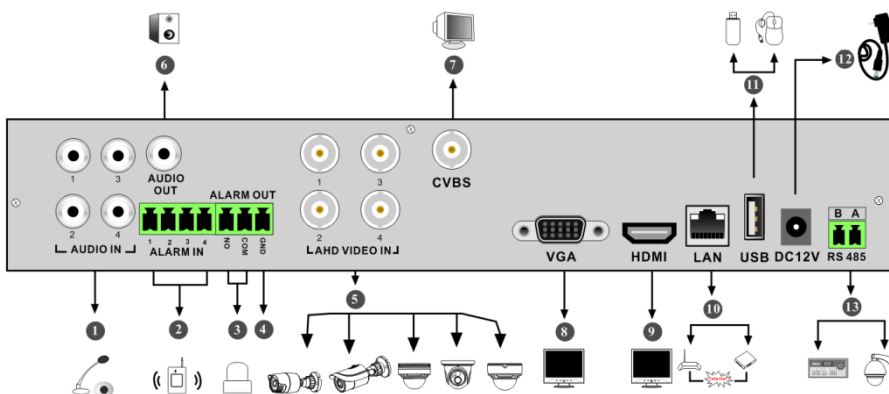 6
7
11
12
1
3
AUDIO OUT
2
4
AUDIO IN
ALARM OUT
1
2
3
4
ALARM IN
NO
COM
GND
1
3
2
4
AHD VIDEO IN
CVBS
VGA
HDMI
LAN
USB
DC12V
B A
RS 485
1
2
3
4
5
8
9
10
13
Internet